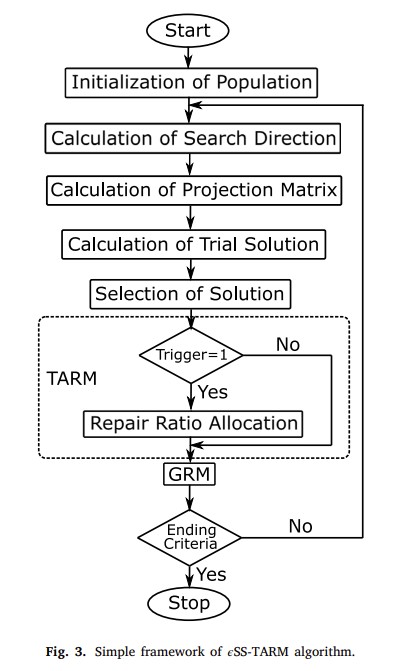 Start
Initialization of Population
Calculation of Search Direction
Calculation of Projection Matrix
Calculation of Trial Solution
Selection of Solution
Trigger=1
No
TARM
Yes
Repair Ratio Allocation
GRM
Ending
Criteria
No
Yes
Stop
Fig. 3. Simple framework of ϵSS-TARM algorithm.